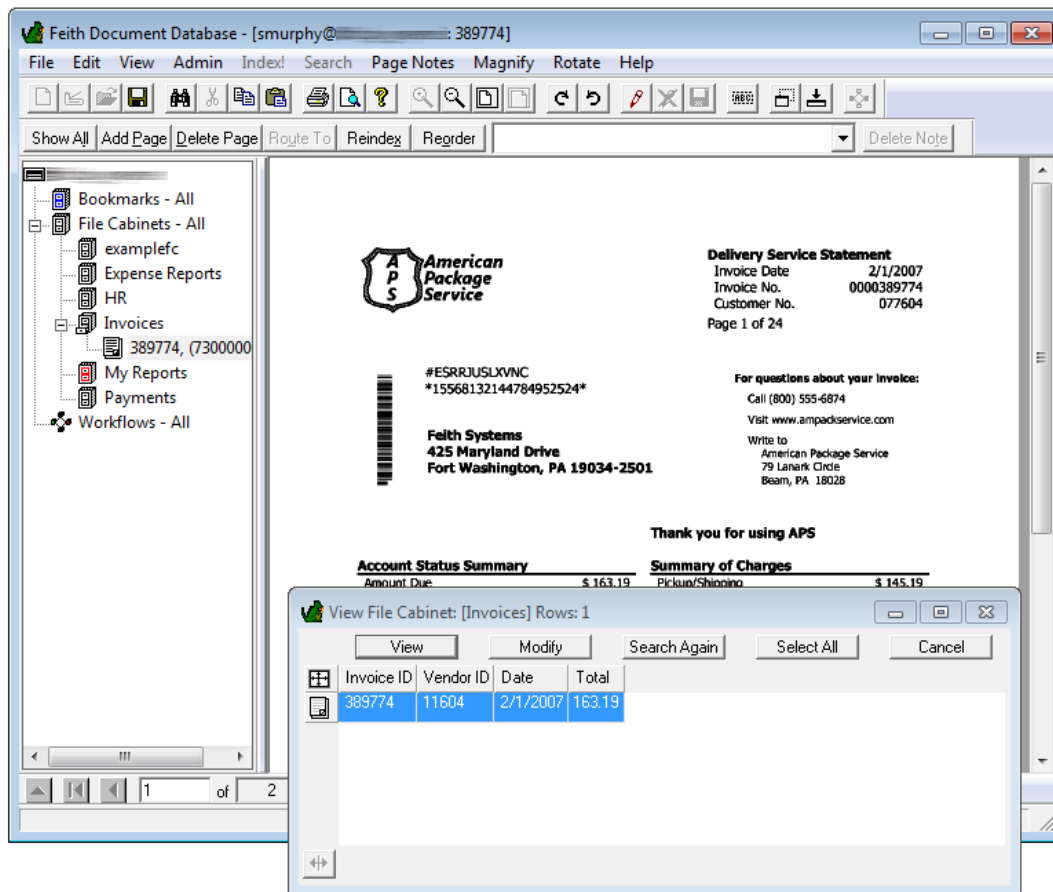 Feith Document Database - [smurphy@ : 389774]
File Edit View Admin Index! Search Page Notes Magnify Rotate Help
ABC
Show All Add Page Delete Page Route To Reindex Reorder Delete Note
Bookmarks - All
File Cabinets - All
examplefc
Expense Reports
HR
Invoices
389774, (7300000
My Reports
Payments
Workflows - All
A P S
American
Package
Service
Delivery Service Statement
Invoice Date 2/1/2007
Invoice No. 0000389774
Customer No. 077604
Page 1 of 24
#ESRRJUSLXVNC
*15568132144784952524*
Feith Systems
425 Maryland Drive
Fort Washington, PA 19034-2501
For questions about your invoice:
Call (800) 555-6874
Visit www.ampackservice.com
Write to
American Package Service
79 Lanark Circle
Beam, PA 18028
Thank you for using APS
Account Status Summary Summary of Charges
Amount Due $ 163.19 Pickup/Shipping $ 145.19
View File Cabinet: [Invoices] Rows: 1
View Modify Search Again Select All Cancel
Invoice ID Vendor ID Date Total
389774 11604 2/1/2007 163.19
1 of 2